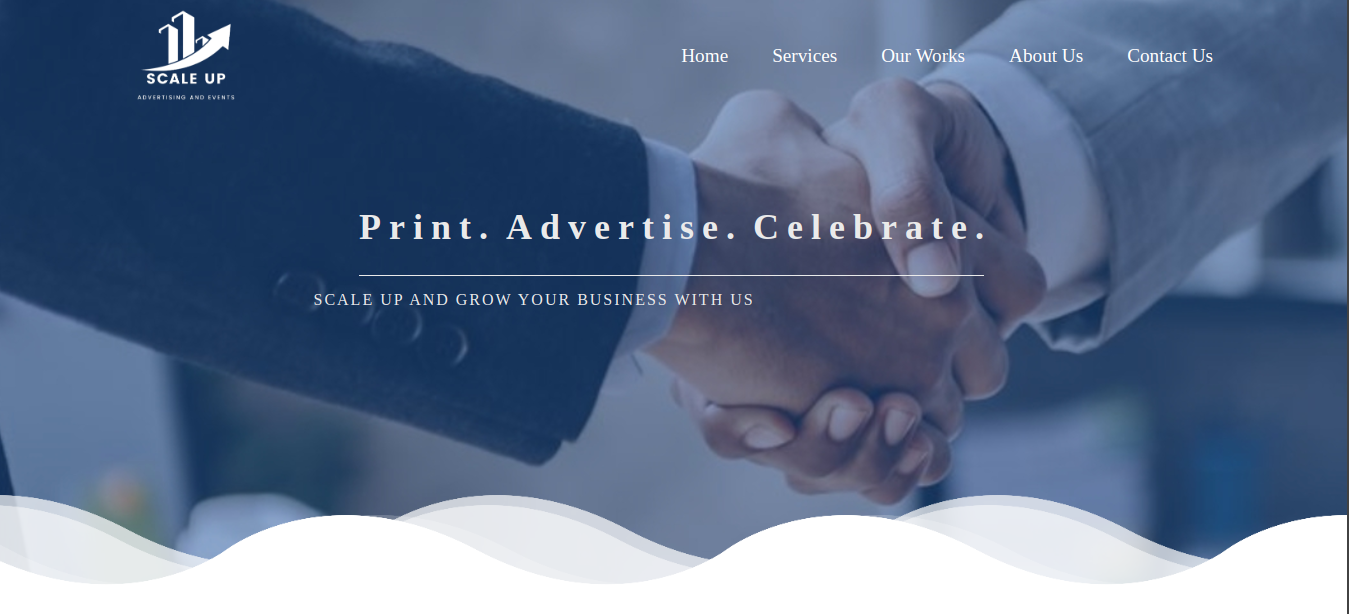 SCALE UP
ADVERTISING AND EVENTS
Home Services Our Works About Us Contact Us
Print. Advertise. Celebrate.
SCALE UP AND GROW YOUR BUSINESS WITH US